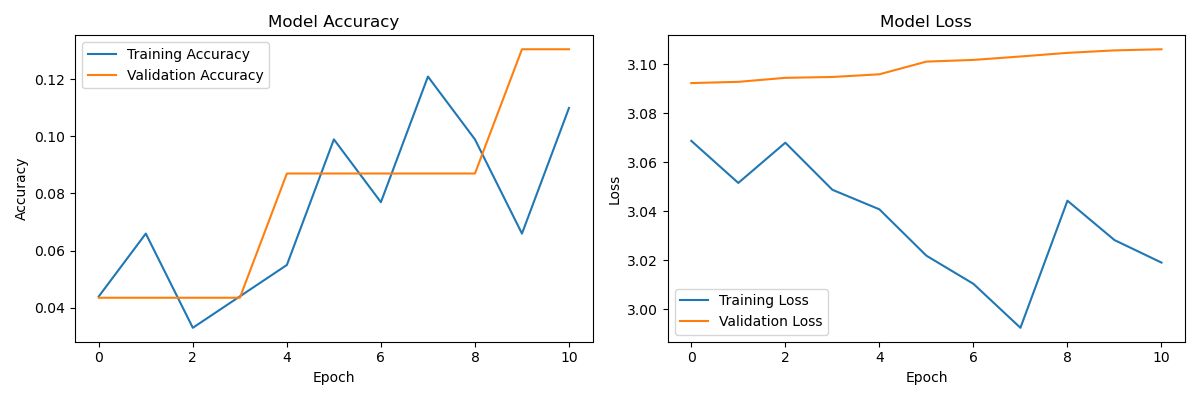 Model Accuracy
Training Accuracy
Validation Accuracy
0.12
0.10
0.08
0.06
0.04
Accuracy
0 2 4 6 8 10
Epoch
Model Loss
3.10
3.08
3.06
3.04
3.02
3.00
Loss
Training Loss
Validation Loss
0 2 4 6 8 10
Epoch